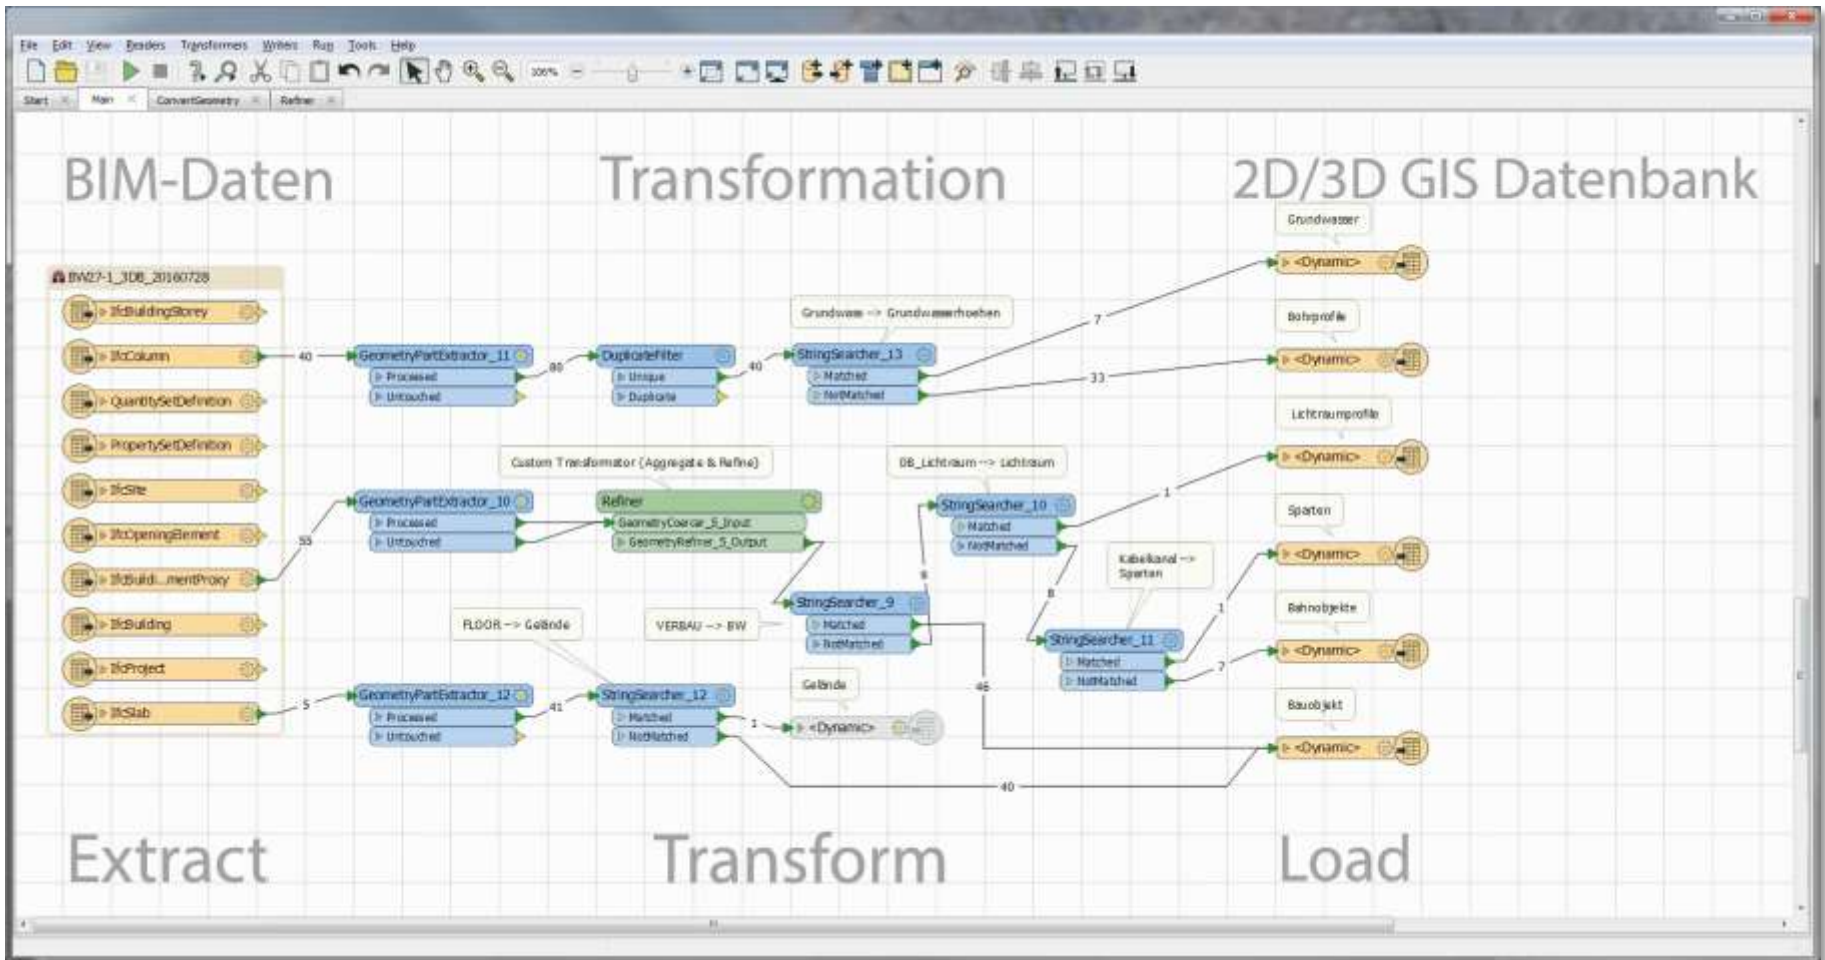 File Edit View Readers Transformers Writers Run Tools Help
100%
Start Main ConvertGeometry Refiner
BIM-Daten Transformation 2D/3D GIS Datenbank
Grundwasser
<Dynamic>
BW27-1_3DB_20160728
IfcBuildingStorey
Grundwass --> Grundwasserhoehen
7
Bohrprofile
IfcColumn 40 GeometryPartExtractor_11 80 DuplicateFilter 40 StringSearcher_13
<Dynamic>
Processed Unique Matched 33
Untouched Duplicate NotMatched
QuantitySetDefinition
Lichtraumprofile
PropertySetDefinition
<Dynamic>
Custom Transformator (Aggregate & Refine) DB_Lichtraum --> Lichtraum
IfcSite GeometryPartExtractor_10 Refiner StringSearcher_10 1
Sparten
Processed GeometryCoercer_5_Input Matched
IfcOpeningElement 55 Untouched GeometryRefiner_5_Output NotMatched
<Dynamic>
Kabelkanal -->
Sparten
IfcBuildi...mentProxy
8
StringSearcher_9 1
Bahnobjekte
IfcBuilding FLOOR --> Gelände VERBAU --> BW Matched
NotMatched
StringSearcher_11
<Dynamic>
Matched 7
IfcProject
NotMatched
Gelände 46
GeometryPartExtractor_12 StringSearcher_12
Bauobjekt
IfcSlab 5 Processed 41 Matched 1 <Dynamic>
Untouched NotMatched
<Dynamic>
40
Extract Transform Load